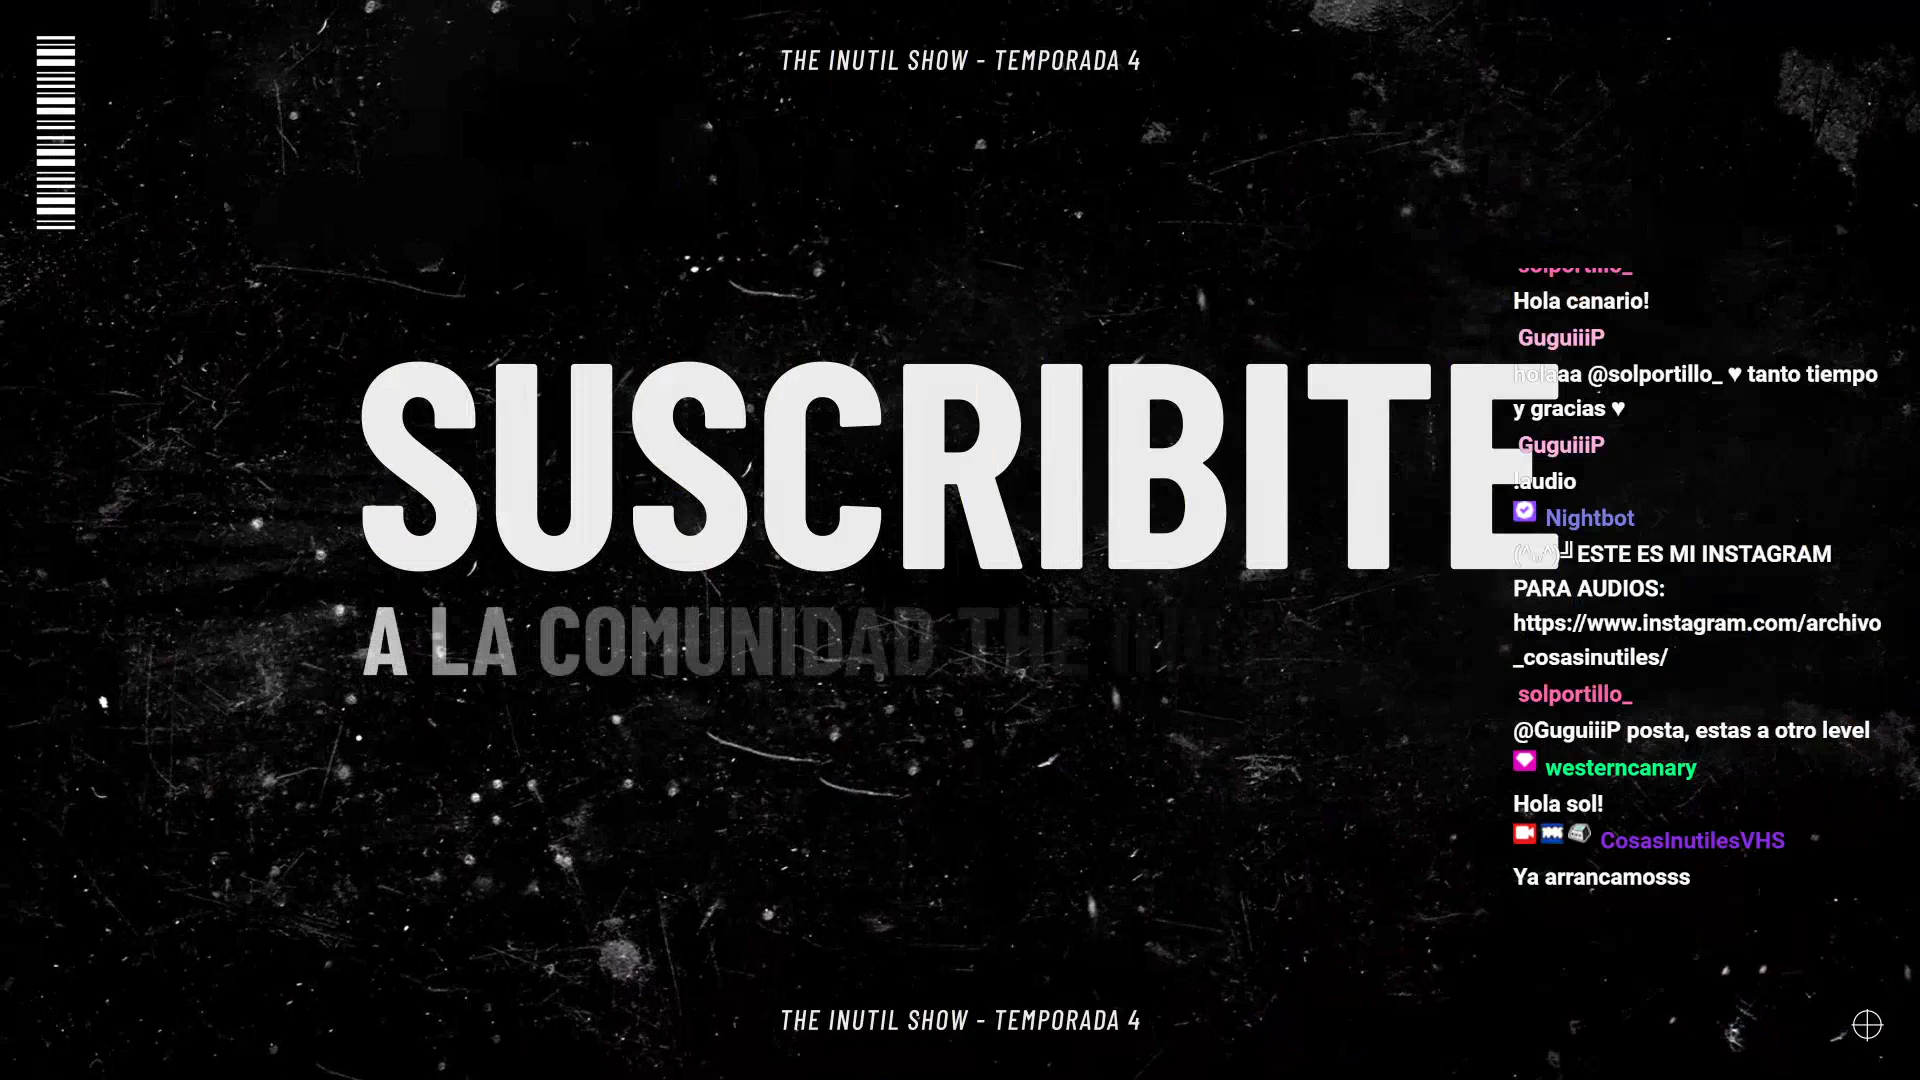 THE INUTIL SHOW - TEMPORADA 4
SUSCRIBITE
A LA COMUNIDAD THE
solportillo_
Hola canario!
GuguiiiP
holaaa @solportillo_ ♥ tanto tiempo
y gracias ♥
GuguiiiP
!audio
Nightbot
ESTE ES MI INSTAGRAM
PARA AUDIOS:
https://www.instagram.com/archivo
_cosasinutiles/
solportillo_
@GuguiiiP posta, estas a otro level
westerncanary
Hola sol!
CosasInutilesVHS
Ya arrancamosss
THE INUTIL SHOW - TEMPORADA 4